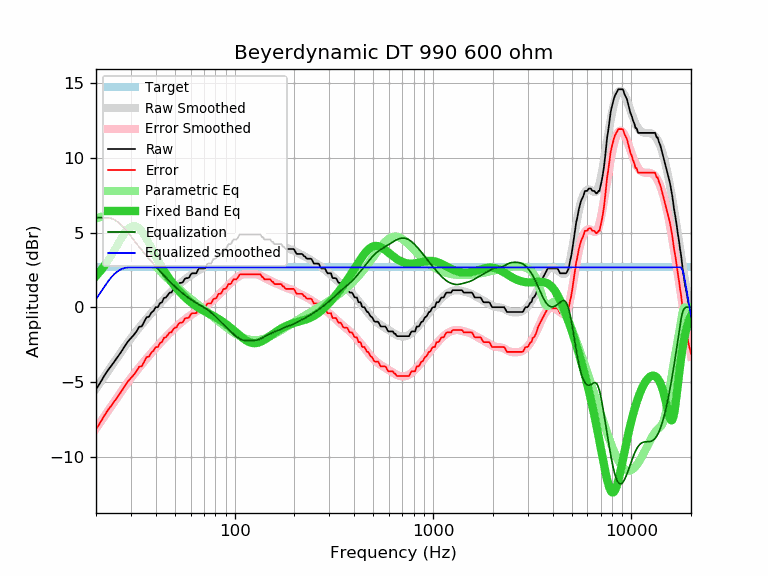 Beyerdynamic DT 990 600 ohm
15
10
5
0
−5
−10
Amplitude (dBr)
Target
Raw Smoothed
Error Smoothed
Raw
Error
Parametric Eq
Fixed Band Eq
Equalization
Equalized smoothed
100
1000
10000
Frequency (Hz)